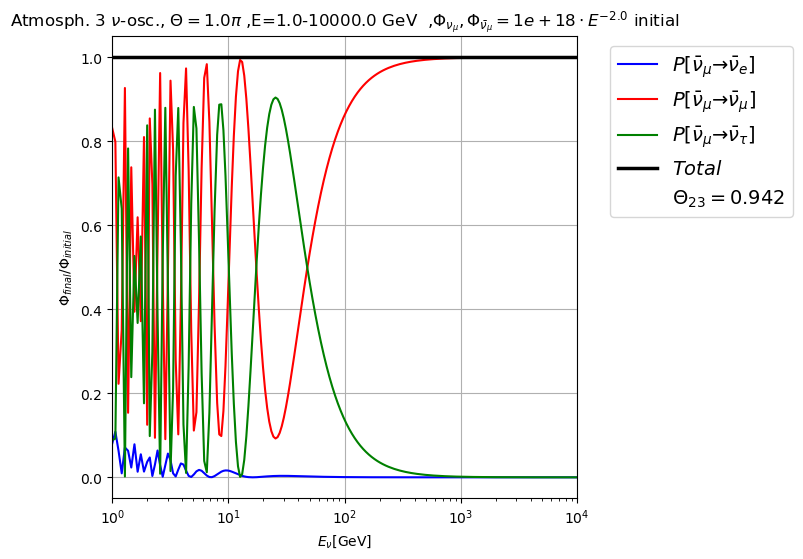 Atmosph. 3 ν-osc., Θ = 1.0π ,E=1.0-10000.0 GeV ,Φ_{ν_μ}, Φ_{ν̄_μ} = 1e + 18 · E^{−2.0} initial
P[ν̄_μ→ν̄_e]
P[ν̄_μ→ν̄_μ]
P[ν̄_μ→ν̄_τ]
Total
Θ_{23} = 0.942
Φ_{final}/Φ_{initial}
1.0
0.8
0.6
0.4
0.2
0.0
10^0
10^1
10^2
10^3
10^4
E_ν[GeV]